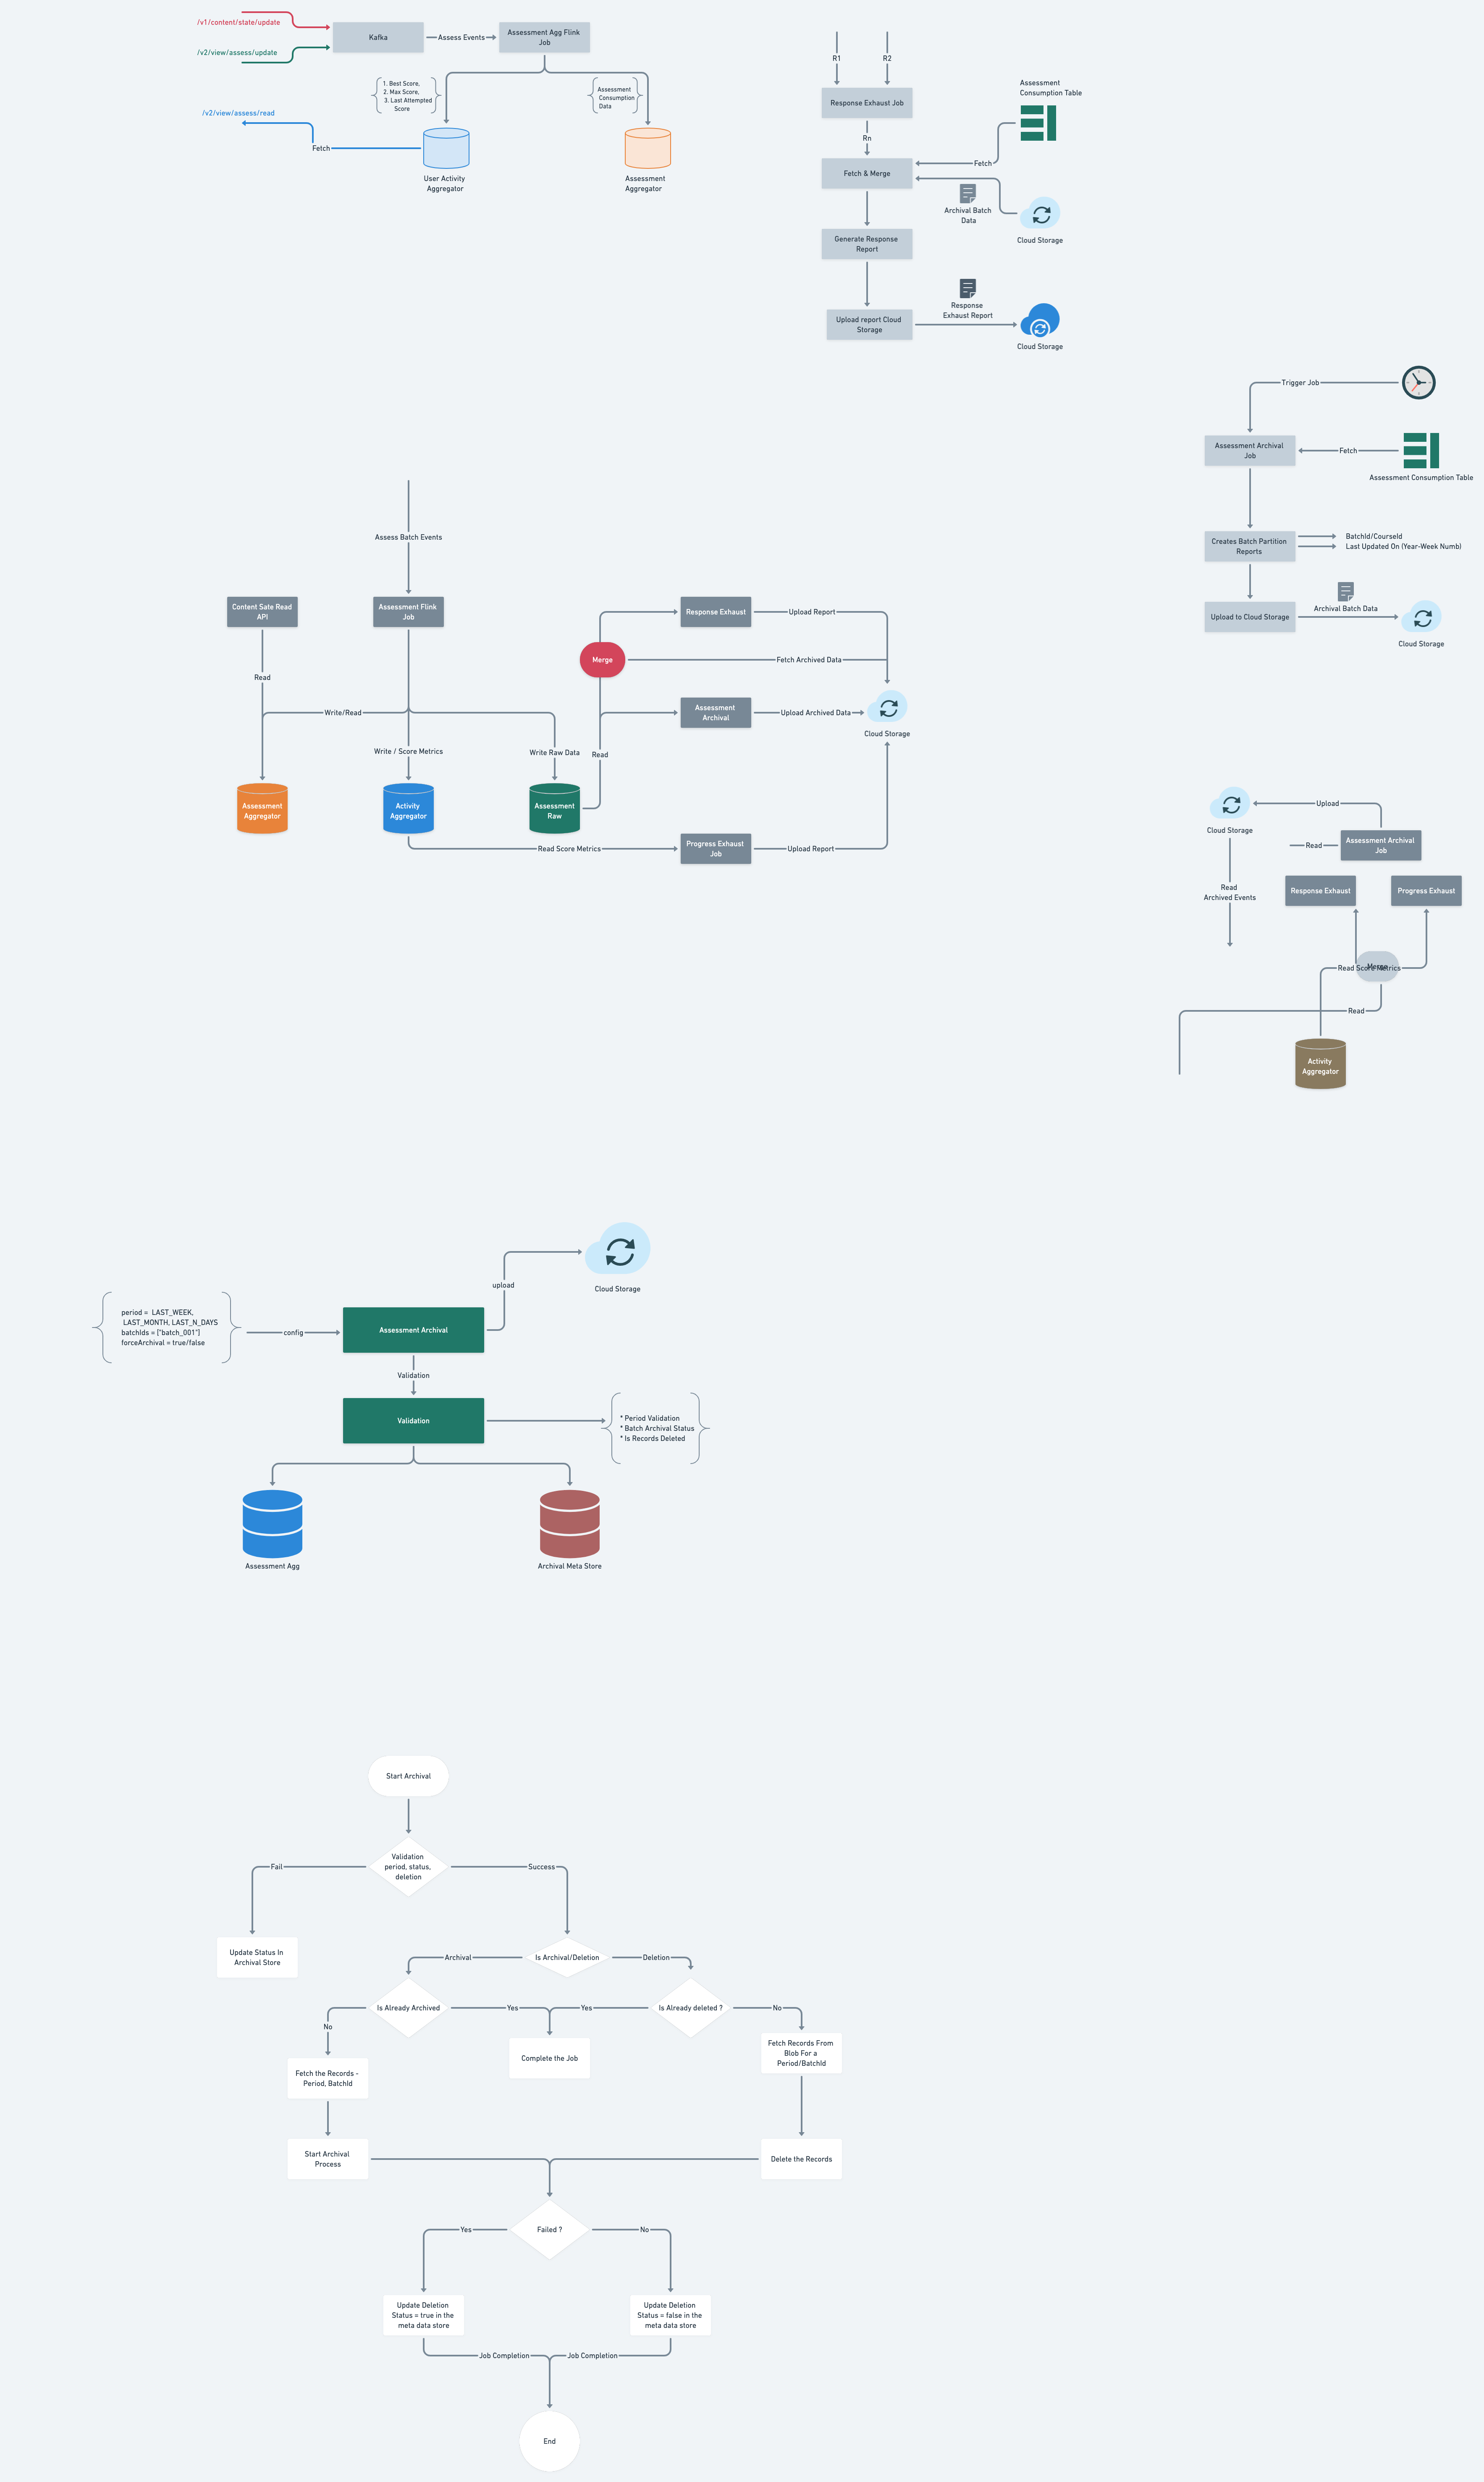 /v1/content/state/update
/v2/view/assess/update
Kafka
Assess Events
Assessment Agg Flink
Job
1. Best Score,
2. Max Score,
3. Last Attempted
Score
Assessment
Consumption
Data
/v2/view/assess/read
Fetch
User Activity
Aggregator
Assessment
Aggregator
R1
R2
Response Exhaust Job
Rn
Assessment
Consumption Table
Fetch
Fetch & Merge
Archival Batch
Data
Cloud Storage
Generate Response
Report
Response
Exhaust Report
Upload report Cloud
Storage
Cloud Storage
Trigger Job
Assessment Archival
Job
Fetch
Assessment Consumption Table
Creates Batch Partition
Reports
BatchId/CourseId
Last Updated On (Year-Week Numb)
Upload to Cloud Storage
Archival Batch Data
Cloud Storage
Assess Batch Events
Content Sate Read
API
Assessment Flink
Job
Response Exhaust
Upload Report
Read
Merge
Fetch Archived Data
Write/Read
Assessment
Archival
Upload Archived Data
Cloud Storage
Write / Score Metrics
Write Raw Data
Read
Assessment
Aggregator
Activity
Aggregator
Assessment
Raw
Read Score Metrics
Progress Exhaust
Job
Upload Report
Cloud Storage
Upload
Read
Assessment Archival
Job
Read
Archived Events
Response Exhaust
Progress Exhaust
Merge
Read Score Metrics
Read
Activity
Aggregator
Cloud Storage
upload
period =  LAST_WEEK,
LAST_MONTH, LAST_N_DAYS
batchIds = ["batch_001"]
forceArchival = true/false
config
Assessment Archival
Validation
Validation
* Period Validation
* Batch Archival Status
* Is Records Deleted
Assessment Agg
Archival Meta Store
Start Archival
Validation
period, status,
deletion
Fail
Success
Update Status In
Archival Store
Archival
Is Archival/Deletion
Deletion
Is Already Archived
Yes
Yes
Is Already deleted ?
No
No
Complete the Job
Fetch Records From
Blob For a
Period/BatchId
Fetch the Records -
Period, BatchId
Start Archival
Process
Delete the Records
Yes
Failed ?
No
Update Deletion
Status = true in the
meta data store
Update Deletion
Status = false in the
meta data store
Job Completion
Job Completion
End